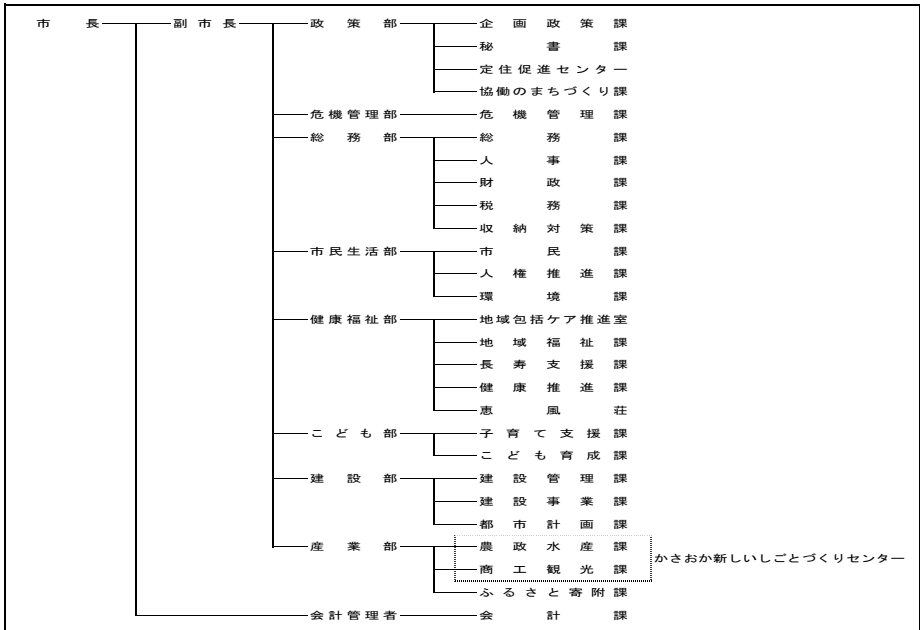 市長 副市長 政策部 企画政策課
秘書課
定住促進センター
協働のまちづくり課
危機管理部 危機管理課
総務部 総務課
人事課
財政課
税務課
収納対策課
市民生活部 市民課
人権推進課
環境課
健康福祉部 地域包括ケア推進室
地域福祉課
長寿支援課
健康推進課
恵風荘
こども部 子育て支援課
こども育成課
建設部 建設管理課
建設事業課
都市計画課
産業部 農政水産課
かさおか新しいしごとづくりセンター
商工観光課
ふるさと寄附課
会計管理者 会計課